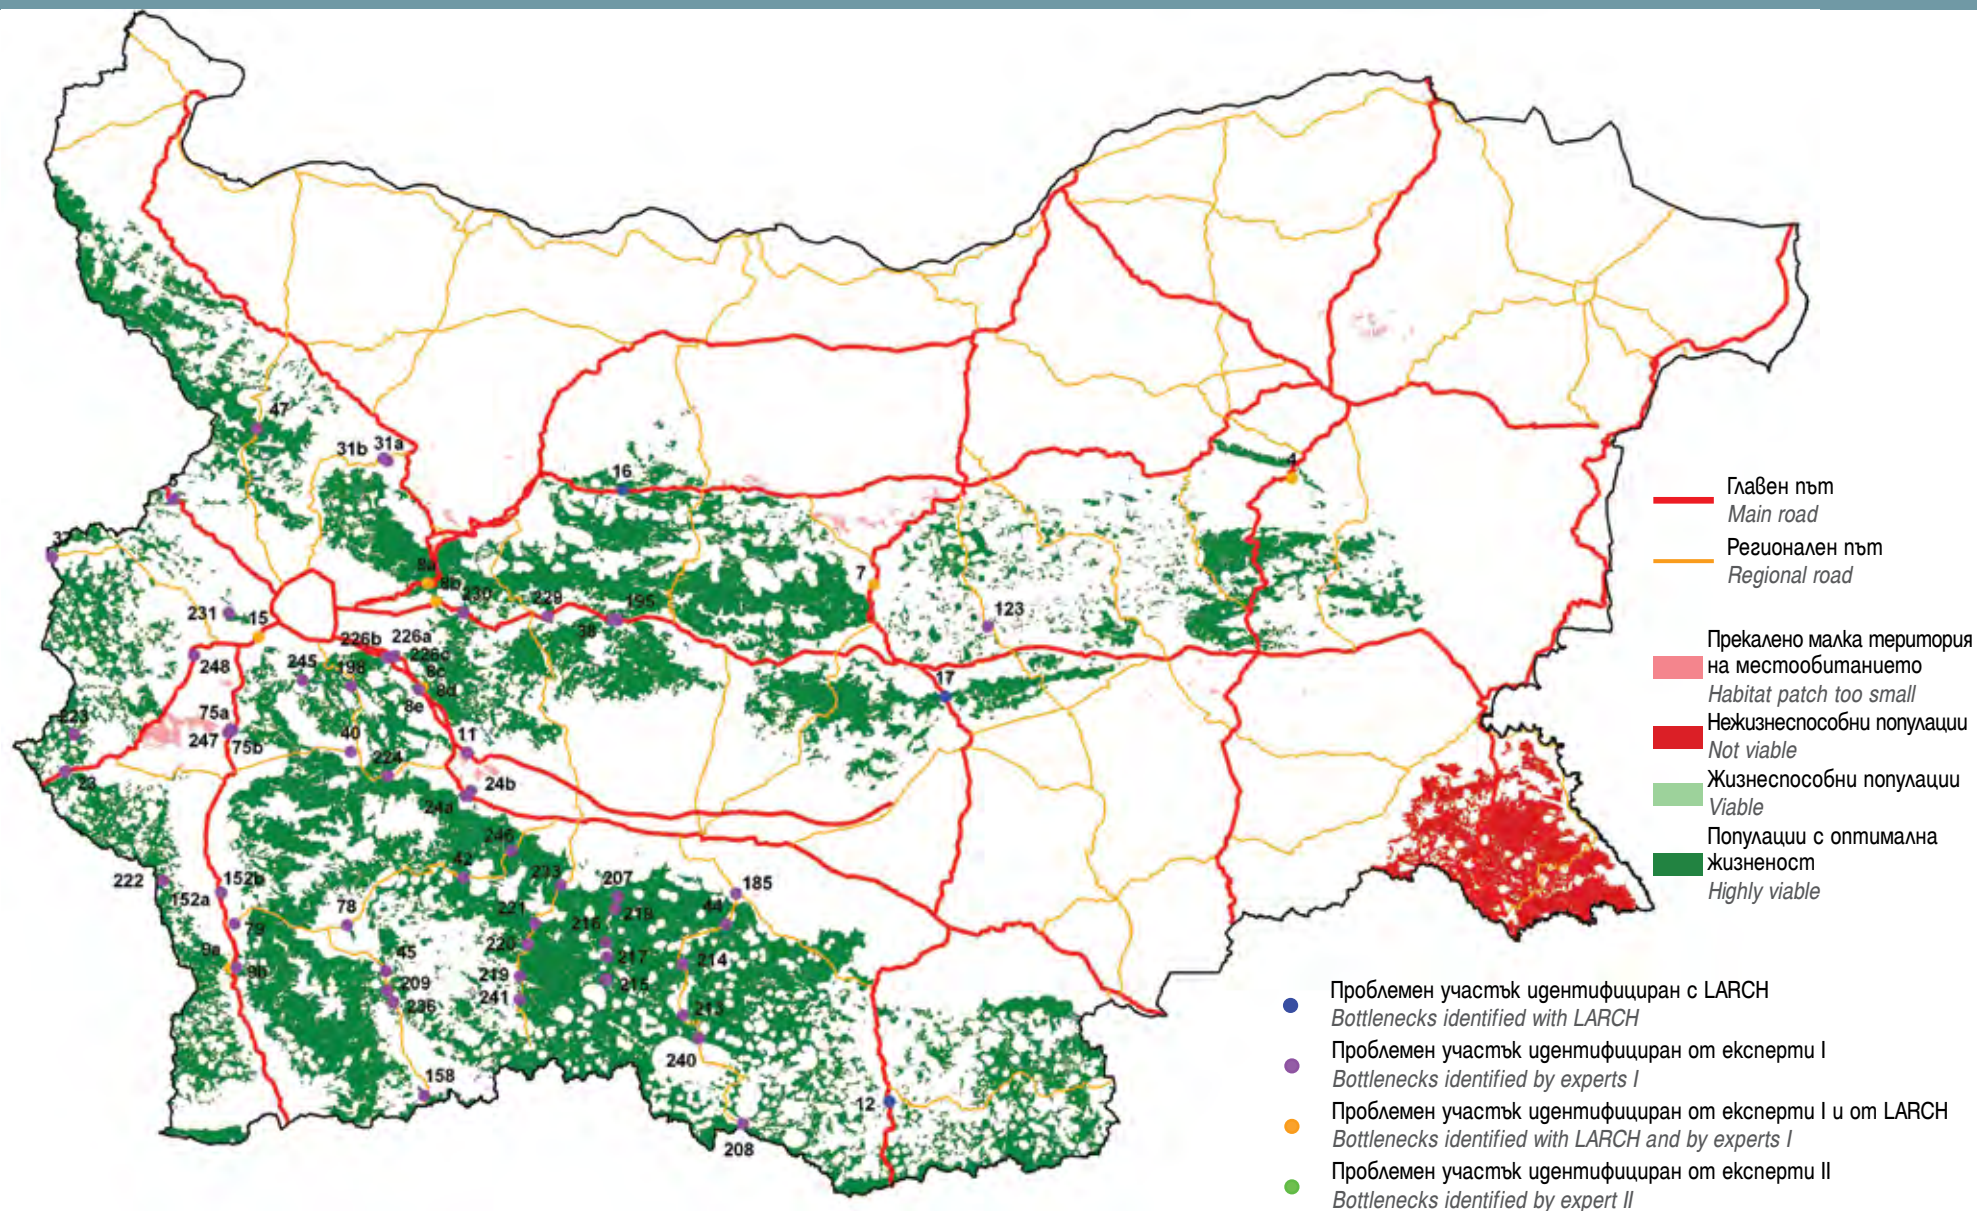 47
31b
31a
16
4
5
37
8a
8b
7
230
229
195
38
123
231
15
226b
226a
226c
248
245
198
8c
8d
8e
17
223
75a
247
75b
40
11
224
23
24b
24a
246
42
233
207
185
222
152b
152a
78
221
218
44
79
216
220
9a
9b
45
217
214
219
215
209
241
236
213
240
158
12
208
Главен път
Main road
Регионален път
Regional road
Прекалено малка територия
на местообитанието
Habitat patch too small
Нежизнеспособни популации
Not viable
Жизнеспособни популации
Viable
Популации с оптимална
жизненост
Highly viable
Проблемен участък идентифициран с LARCH
Bottlenecks identified with LARCH
Проблемен участък идентифициран от експерти I
Bottlenecks identified by experts I
Проблемен участък идентифициран от експерти I и от LARCH
Bottlenecks identified with LARCH and by experts I
Проблемен участък идентифициран от експерти II
Bottlenecks identified by expert II